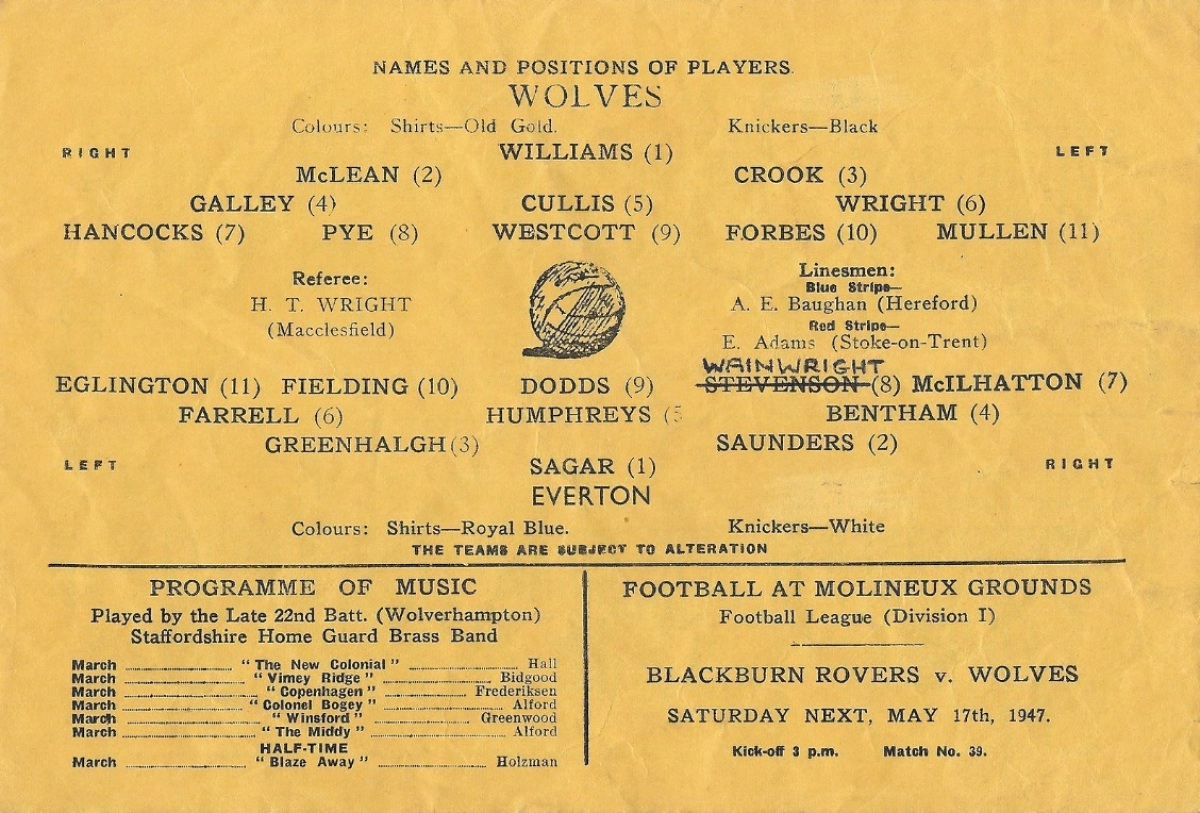 NAMES AND POSITIONS OF PLAYERS.
WOLVES
Colours: Shirts—Old Gold. Knickers—Black
RIGHT WILLIAMS (1) LEFT
McLEAN (2) CROOK (3)
GALLEY (4) CULLIS (5) WRIGHT (6)
HANCOCKS (7) PYE (8) WESTCOTT (9) FORBES (10) MULLEN (11)
Referee:
H. T. WRIGHT
(Macclesfield)
Linesmen:
Blue Stripe—
A. E. Baughan (Hereford)
Red Stripe—
E. Adams (Stoke-on-Trent)
WAINWRIGHT
EGLINGTON (11) FIELDING (10) DODDS (9) STEVENSON (8) McILHATTON (7)
FARRELL (6) HUMPHREYS (5 BENTHAM (4)
GREENHALGH (3) SAUNDERS (2)
LEFT SAGAR (1) RIGHT
EVERTON
Colours: Shirts—Royal Blue. Knickers—White
THE TEAMS ARE SUBJECT TO ALTERATION
PROGRAMME OF MUSIC
Played by the Late 22nd Batt. (Wolverhampton)
Staffordshire Home Guard Brass Band
March "The New Colonial" Hall
March "Vimey Ridge" Bidgood
March "Copenhagen" Frederiksen
March "Colonel Bogey" Alford
March "Winsford" Greenwood
March "The Middy" Alford
HALF-TIME
March "Blaze Away" Holzman
FOOTBALL AT MOLINEUX GROUNDS
Football League (Division I)
BLACKBURN ROVERS v. WOLVES
SATURDAY NEXT, MAY 17th, 1947.
Kick-off 3 p.m. Match No. 39.